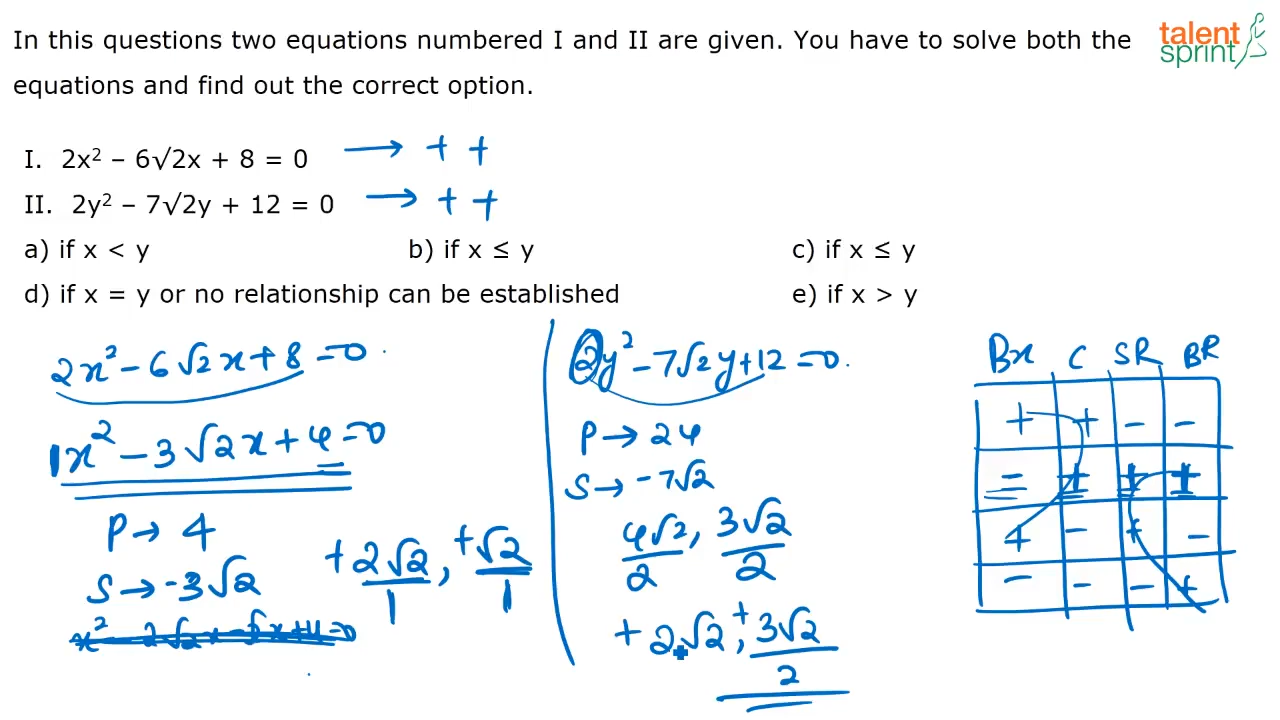 In this questions two equations numbered I and II are given. You have to solve both the
equations and find out the correct option.
talent
sprint
I. 2x² – 6√2x + 8 = 0 → + +
II. 2y² – 7√2y + 12 = 0 → + +
a) if x < y b) if x ≤ y c) if x ≤ y
d) if x = y or no relationship can be established e) if x > y
2x² – 6√2x + 8 = 0
1x² – 3√2x + 4 = 0
P → 4
S → -3√2
+2√2/1, +√2/1
2y² – 7√2y + 12 = 0
P → 24
S → -7√2
4√2/2, 3√2/2
+2√2, +3√2/2
Bx C SR BR
+ + – –
– + + +
+ – + –
– – – +